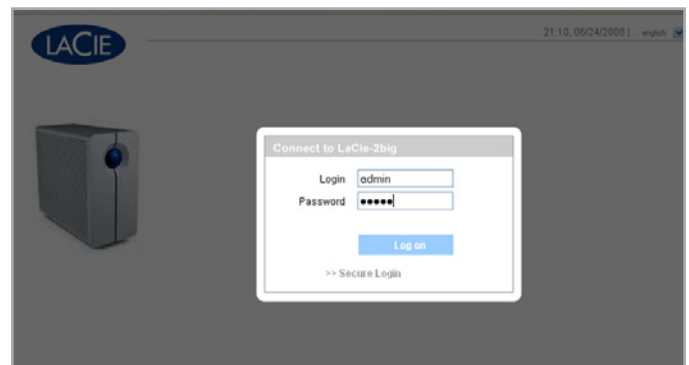 LACIE
21:10, 08/24/2008 | english
Connect to LaCie-2big
Login admin
Password •••••
Log on
>> Secure Login